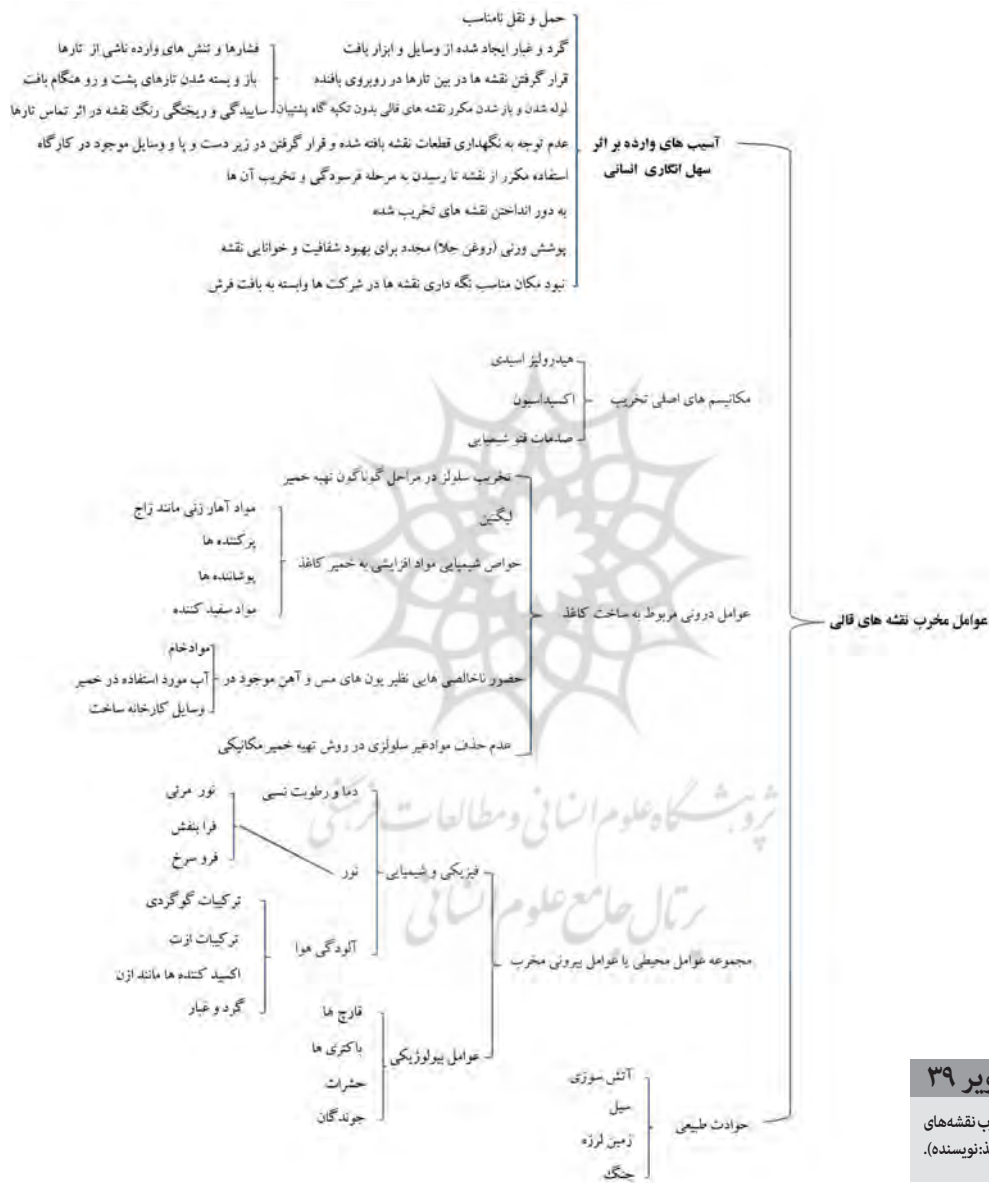 عوامل مخرب نقشه های قالی
آسیب های وارده بر اثر
سهل انگاری انسانی
حمل و نقل نامناسب
گرد و غبار ایجاد شده از وسایل و ابزار بافت
قرار گرفتن نقشه ها در بین تارها در روبروی بافنده
لوله شدن و باز شدن مکرر نقشه های قالی بدون تکیه گاه پشتیبان
فشارها و تنش های وارده ناشی از تارها
باز و بسته شدن تارهای پشت و رو هنگام بافت
ساییدگی و ریختگی رنگ نقشه در اثر تماس تارها
عدم توجه به نگهداری قطعات نقشه بافته شده و قرار گرفتن در زیر دست و پا و وسایل موجود در کارگاه
استفاده مکرر از نقشه تا رسیدن به مرحله فرسودگی و تخریب آن ها
به دور انداختن نقشه های تخریب شده
پوشش ورنی (روغن جلا) مجدد برای بهبود شفافیت و خوانایی نقشه
نبود مکان مناسب نگه داری نقشه ها در شرکت ها وابسته به بافت فرش
مکانیسم های اصلی تخریب
هیدرولیز اسیدی
اکسیداسیون
صدمات فتو شیمیایی
عوامل درونی مربوط به ساخت کاغذ
تخریب سلولز در مراحل گوناگون تهیه خمیر
لیگنین
خواص شیمیایی مواد افزایشی به خمیر کاغذ
مواد آهار زنی مانند زاج
پرکننده ها
پوشاننده ها
مواد سفید کننده
حضور ناخالصی هایی نظیر یون های مس و آهن موجود در
موادخام
آب مورد استفاده در خمیر
وسایل کارخانه ساخت
عدم حذف موادغیر سلولزی در روش تهیه خمیر مکانیکی
مجموعه عوامل محیطی یا عوامل بیرونی مخرب
فیزیکی و شیمیایی
دما و رطوبت نسبی
نور
نور مرئی
فرا بنفش
فرو سرخ
آلودگی هوا
ترکیبات گوگردی
ترکیبات ازت
اکسید کننده ها مانند ازن
گرد و غبار
عوامل بیولوژیکی
قارچ ها
باکتری ها
حشرات
جوندگان
حوادث طبیعی
آتش سوزی
سیل
زمین لرزه
جنگ
پژوهشگاه علوم انسانی و مطالعات فرهنگی
پرتال جامع علوم انسانی
ویر ۳۹
ب نقشه‌های
ذ:نویسنده).